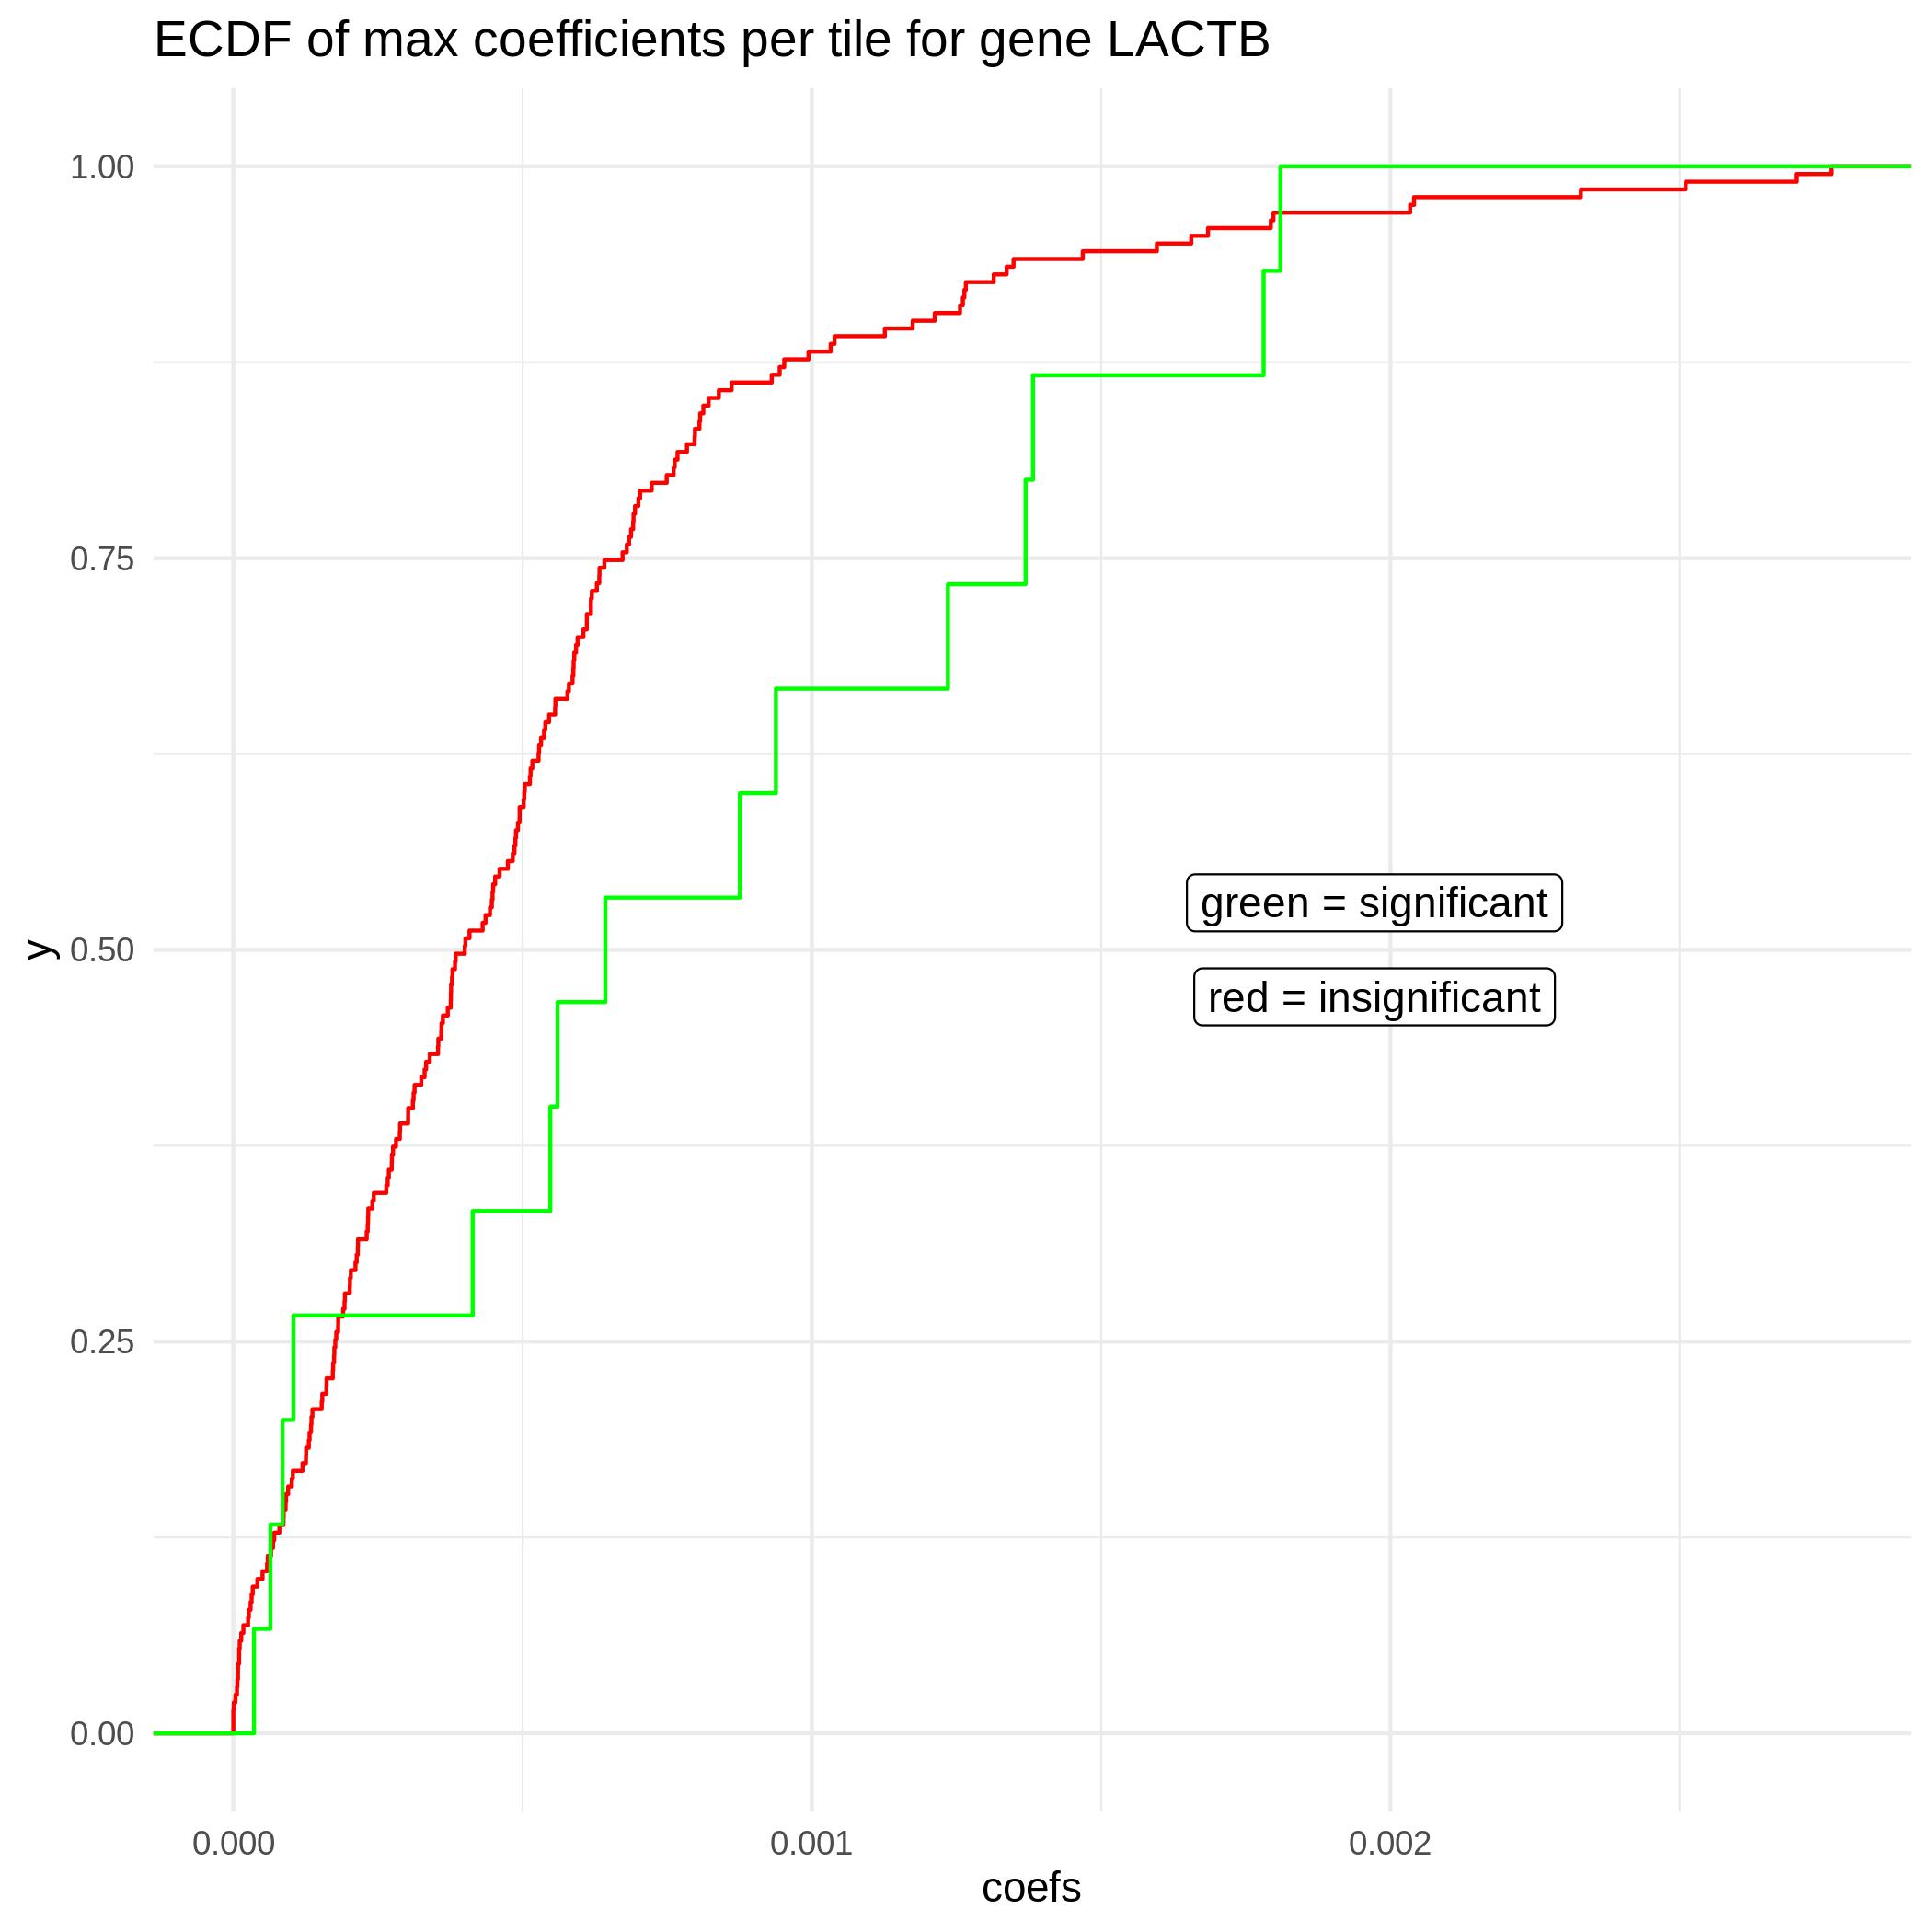 ECDF of max coefficients per tile for gene LACTB
1.00
0.75
0.50
0.25
0.00
y
green = significant
red = insignificant
0.000
0.001
0.002
coefs